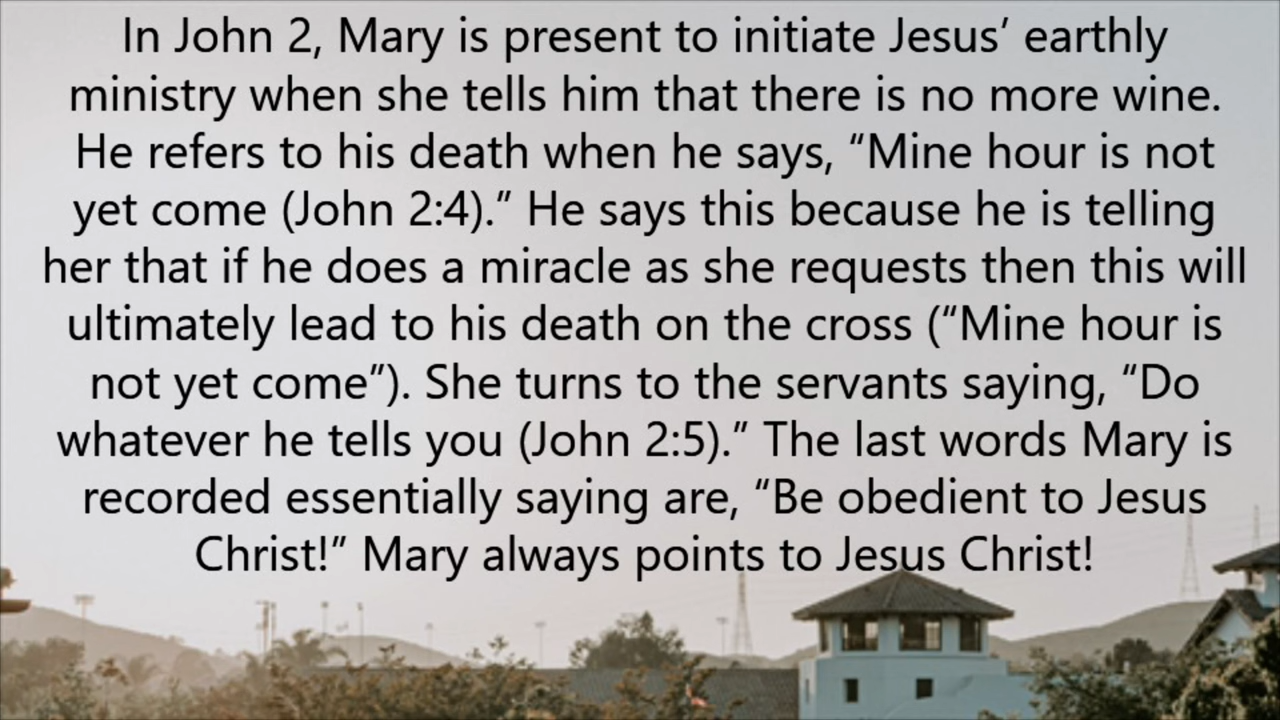 In John 2, Mary is present to initiate Jesus’ earthly
ministry when she tells him that there is no more wine.
He refers to his death when he says, “Mine hour is not
yet come (John 2:4).” He says this because he is telling
her that if he does a miracle as she requests then this will
ultimately lead to his death on the cross (“Mine hour is
not yet come”). She turns to the servants saying, “Do
whatever he tells you (John 2:5).” The last words Mary is
recorded essentially saying are, “Be obedient to Jesus
Christ!” Mary always points to Jesus Christ!